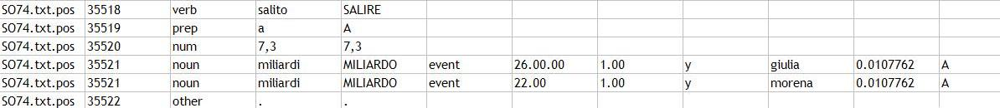 SO74.txt.pos 35518 verb salito SALIRE
SO74.txt.pos 35519 prep a A
SO74.txt.pos 35520 num 7,3 7,3
SO74.txt.pos 35521 noun miliardi MILIARDO event 26.00.00 1.00 y giulia 0.0107762 A
SO74.txt.pos 35521 noun miliardi MILIARDO event 22.00 1.00 y morena 0.0107762 A
SO74.txt.pos 35522 other . .